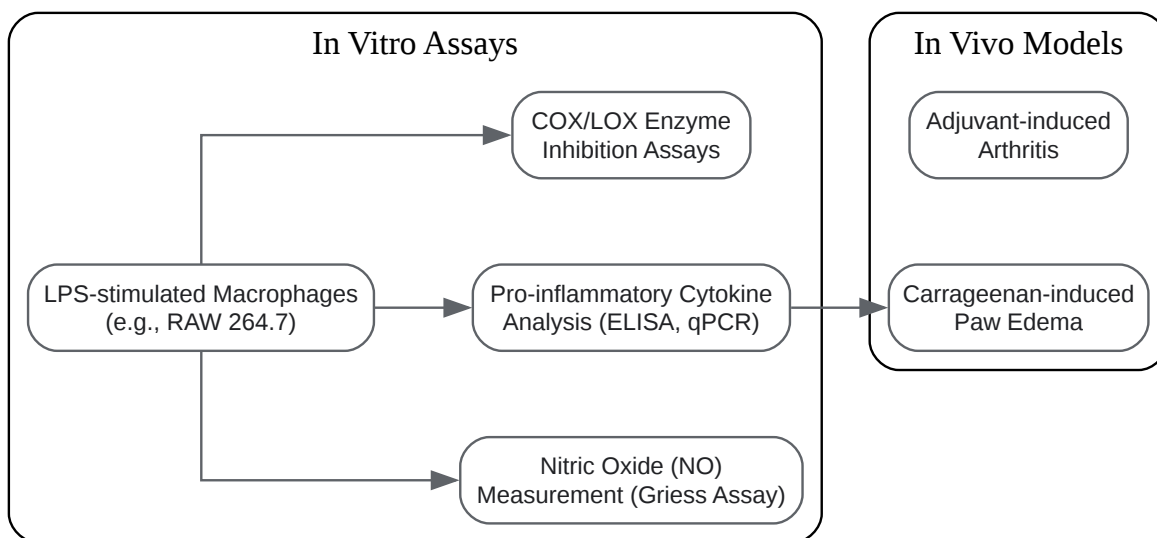 In Vitro Assays
COX/LOX Enzyme
Inhibition Assays
LPS-stimulated Macrophages
(e.g., RAW 264.7)
Pro-inflammatory Cytokine
Analysis (ELISA, qPCR)
Nitric Oxide (NO)
Measurement (Griess Assay)
In Vivo Models
Adjuvant-induced
Arthritis
Carrageenan-induced
Paw Edema